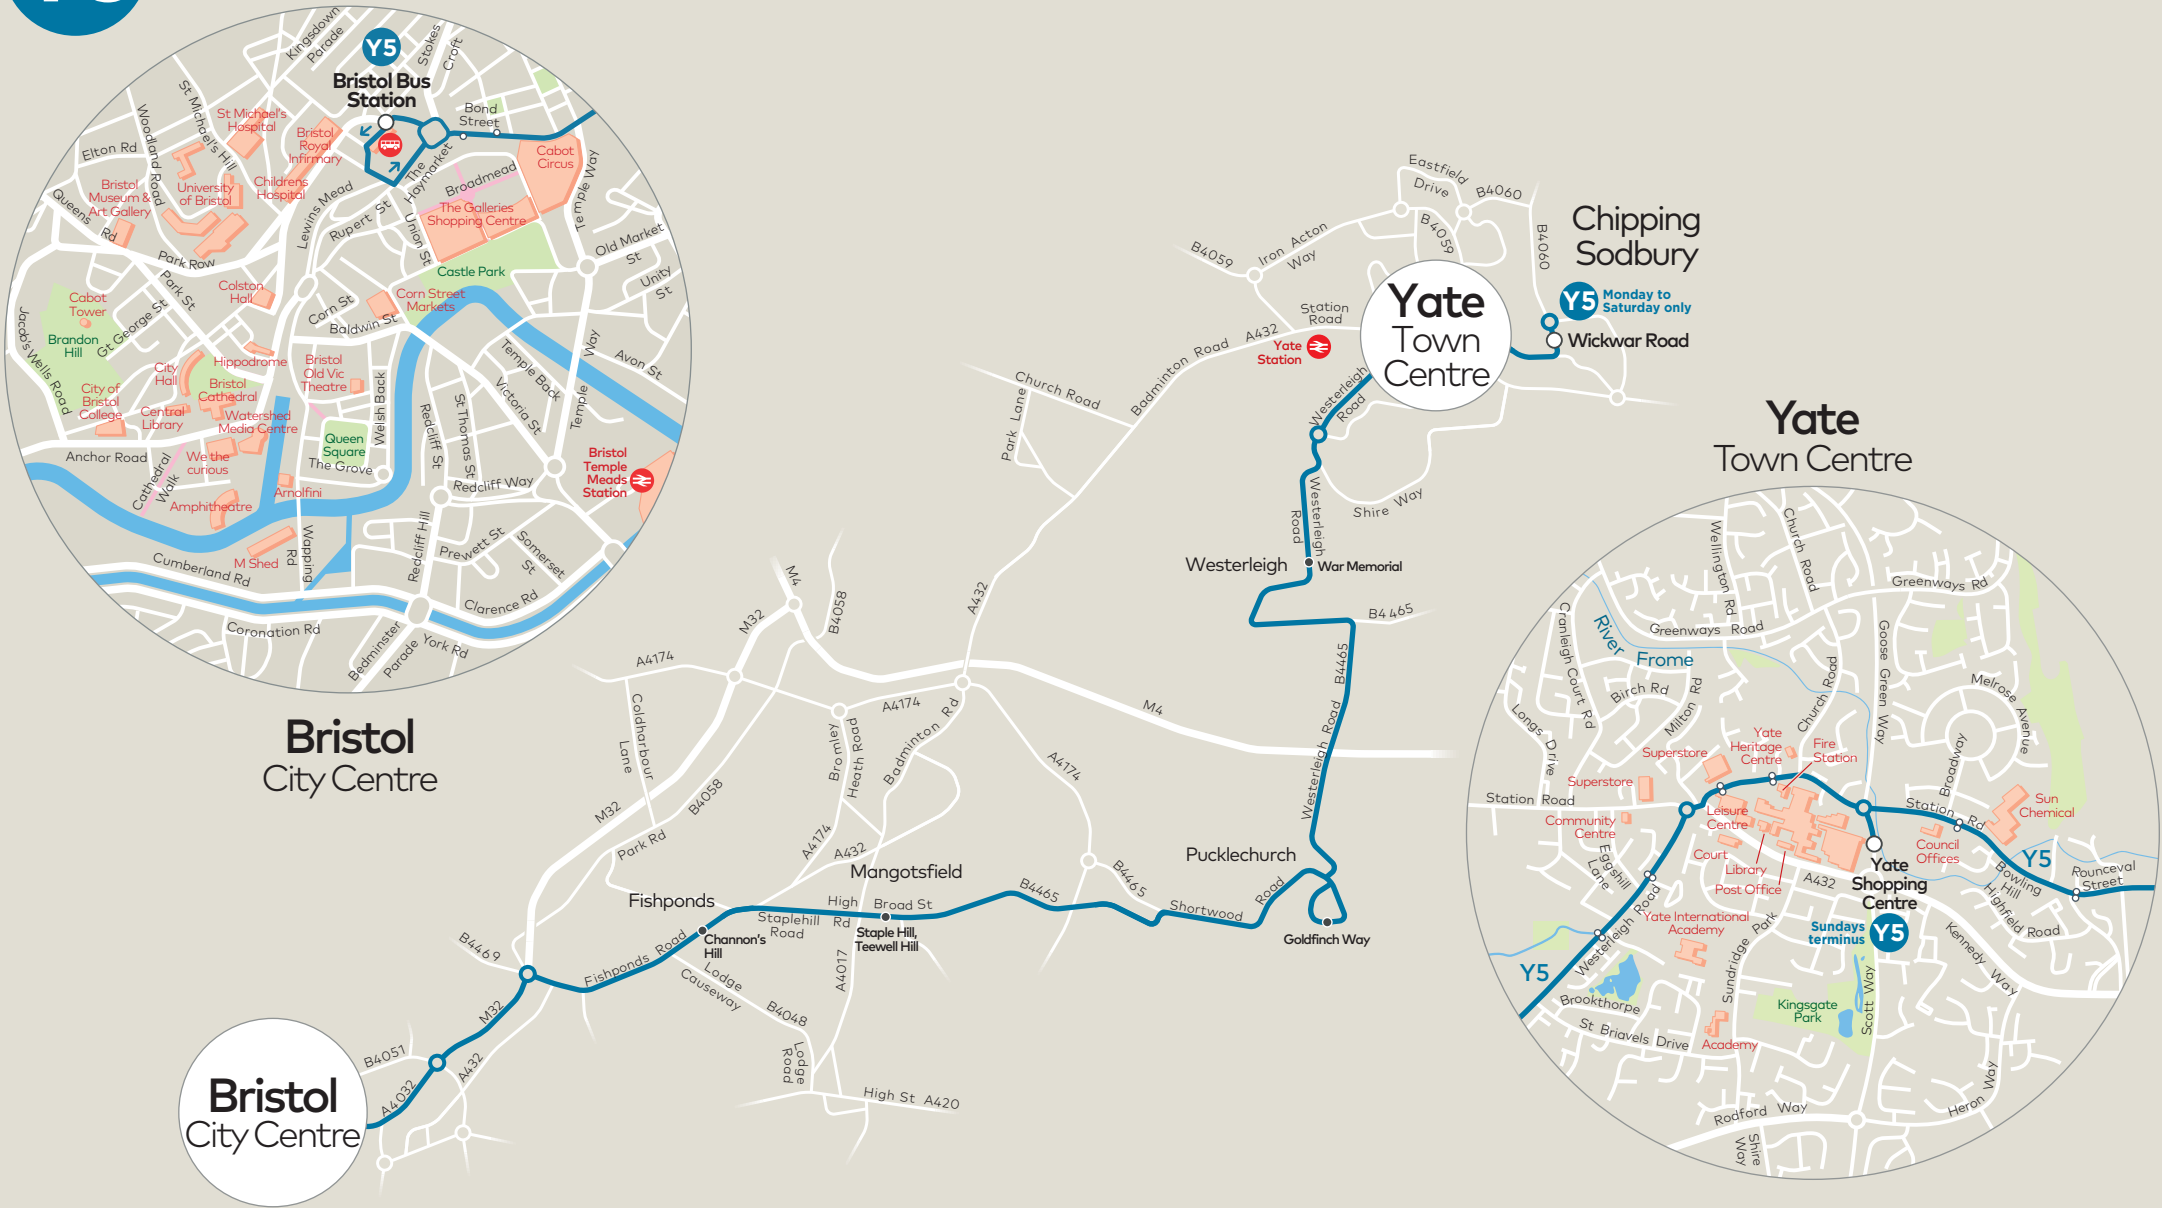 Y5
Bristol Bus
Station
Kingsdown
Parade
Stokes
Croft
Bond
Street
St Michael's Hill
Woodland Road
St Michael's
Hospital
Bristol
Royal
Infirmary
Elton Rd
Bristol
Museum &
Art Gallery
University
of Bristol
Childrens
Hospital
Queens
Rd
Lewins Mead
Rupert St
The
Haymarket
Broadmead
Cabot
Circus
The Galleries
Shopping Centre
Union St
Temple Way
Old Market
St
Unity
St
Park Row
Park St
Castle Park
Colston
Hall
Corn Street
Markets
Corn St
Baldwin St
Cabot
Tower
Brandon
Hill
Gt George St
Jacob's Wells Road
City
Hall
Hippodrome
Bristol
Old Vic
Theatre
City of
Bristol
College
Bristol
Cathedral
Central
Library
Watershed
Media Centre
Welsh Back
Redcliff St
St Thomas St
Victoria St
Temple Back
Temple
Way
Avon St
Anchor Road
We the
curious
Queen
Square
The Grove
Cathedral
Walk
Arnolfini
Amphitheatre
Redcliff Way
Bristol
Temple
Meads
Station
M Shed
Wapping
Rd
Redcliff Hill
Prewett St
Somerset
St
Cumberland Rd
Clarence Rd
Coronation Rd
Bedminster
Parade
York Rd
Bristol
City Centre
Eastfield
Drive
B4060
B4059
B4060
B4059
Iron Acton
Way
Chipping
Sodbury
Y5
Monday to
Saturday only
Wickwar Road
Yate
Town
Centre
Station
Road
A432
Yate
Station
Badminton Road
Church Road
Park Lane
Westerleigh
Road
Shire Way
Westerleigh
Road
Westerleigh
War Memorial
B4465
B4465
Westerleigh Road
M4
M32
B4058
A432
A4174
A4174
M4
Coldharbour
Lane
Bromley
Heath Road
Badminton Rd
A4174
M32
B4058
Park Rd
A4174
A432
Mangotsfield
Fishponds
High
Rd
Broad St
Staplehill
Road
Staple Hill,
Teewell Hill
Channon's
Hill
B4465
B4465
Shortwood
Road
Pucklechurch
Goldfinch Way
Fishponds Road
B4469
Lodge
Causeway
A4017
B4048
Lodge
Road
High St A420
M32
A432
B4051
A4032
Bristol
City Centre
Yate
Town Centre
Wellington Rd
Church Road
Greenways Rd
Cranleigh Court Rd
River Frome
Greenways Road
Goose Green Way
Birch Rd
Milton Rd
Church Road
Melrose Avenue
Longs Drive
Yate
Heritage
Centre
Superstore
Fire
Station
Superstore
Broadway
Station Road
Leisure
Centre
Station Rd
Sun
Chemical
Community
Centre
Court
Library
Post Office
Council
Offices
Eggshill
Lane
A432
Yate
Shopping
Centre
Y5
Bowling
Hill
Rounceval
Street
Highfield Road
Westerleigh Road
Yate International
Academy
Sundays
terminus
Y5
Y5
Sundridge Park
Kennedy Way
Brookthorpe
Kingsgate
Park
Scott Way
St Briavels Drive
Academy
Rodford Way
Shire
Way
Heron Way